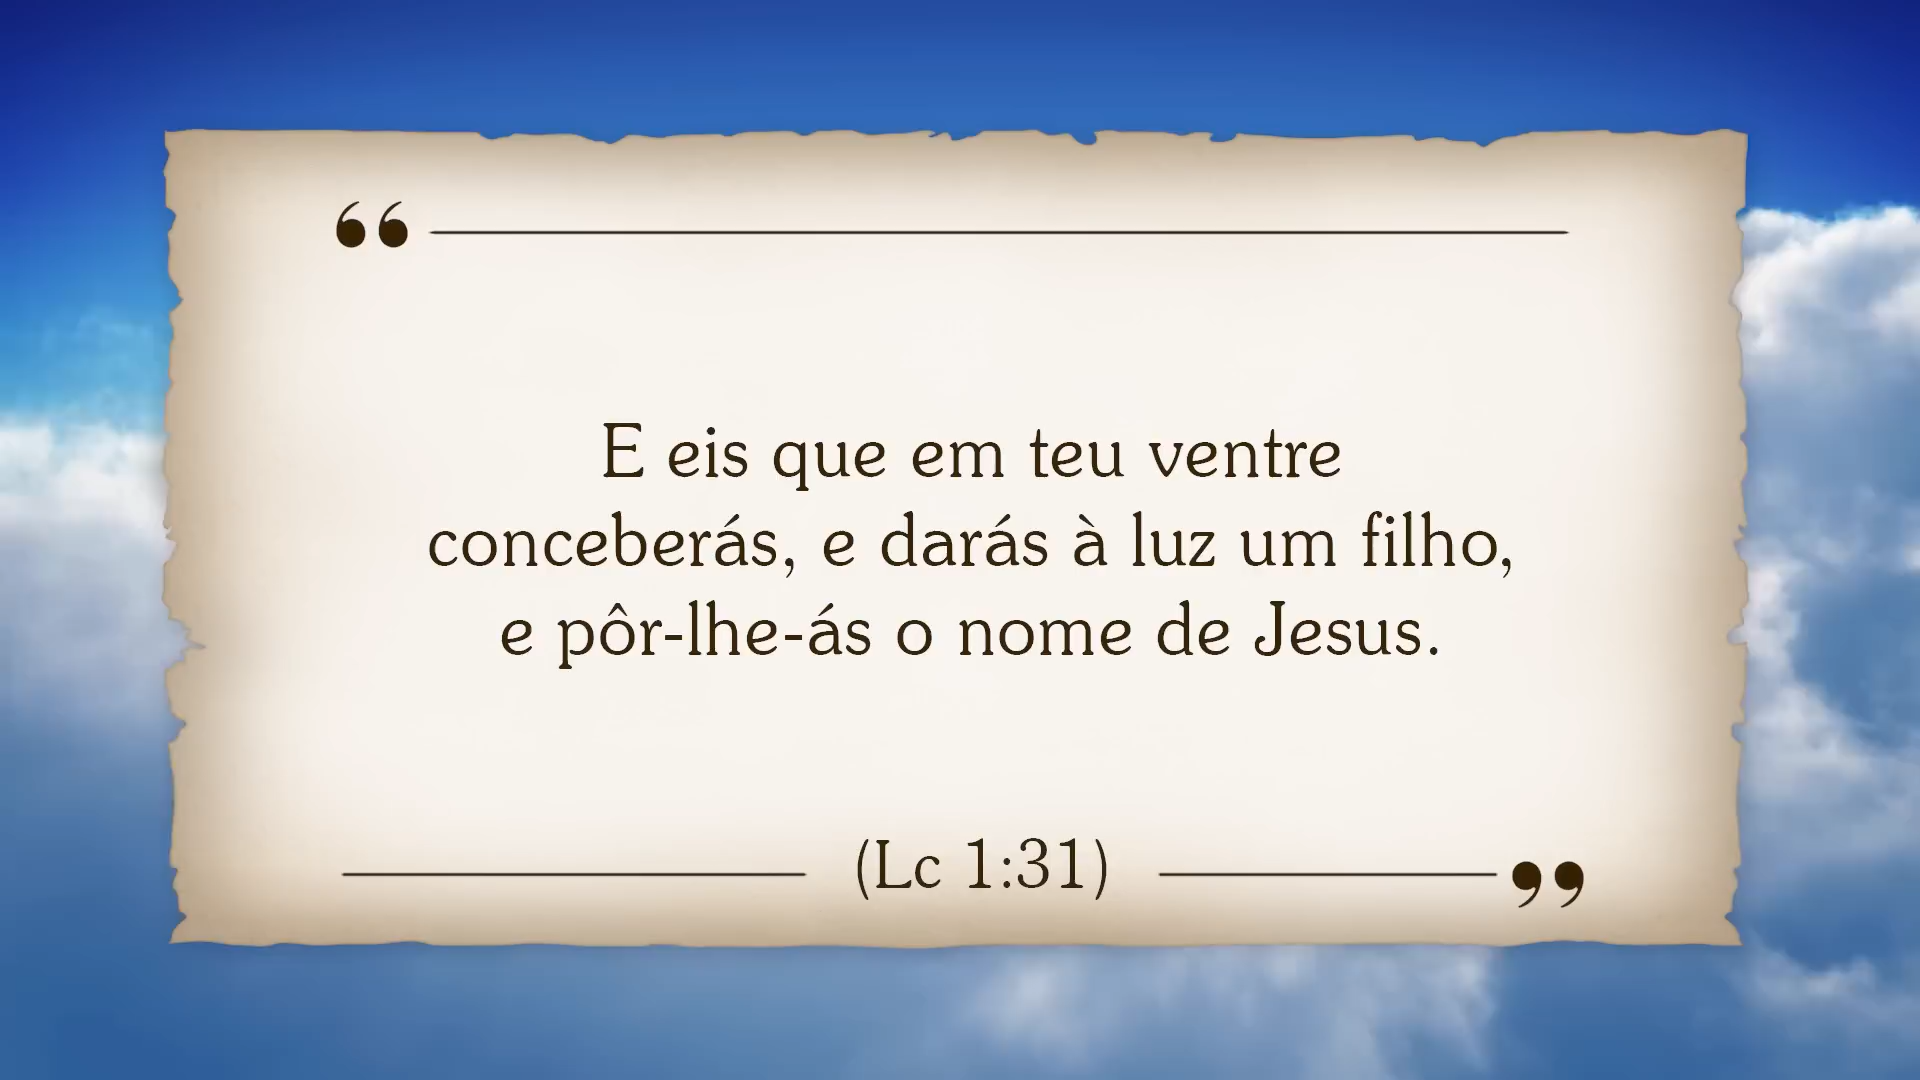 “
E eis que em teu ventre
conceberás, e darás à luz um filho,
e pôr-lhe-ás o nome de Jesus.
(Lc 1:31)
”